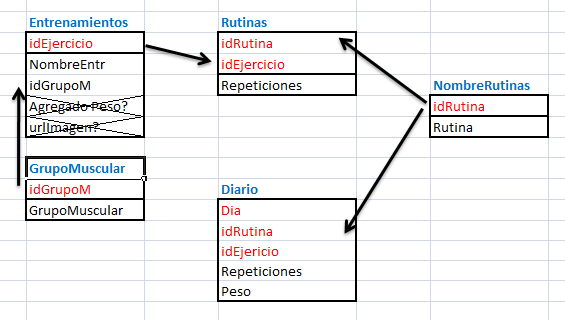 Entrenamientos
idEjercicio
NombreEntr
idGrupoM
Agregado Peso?
urlImagen?
GrupoMuscular
idGrupoM
GrupoMuscular
Rutinas
idRutina
idEjercicio
Repeticiones
NombreRutinas
idRutina
Rutina
Diario
Dia
idRutina
idEjericio
Repeticiones
Peso